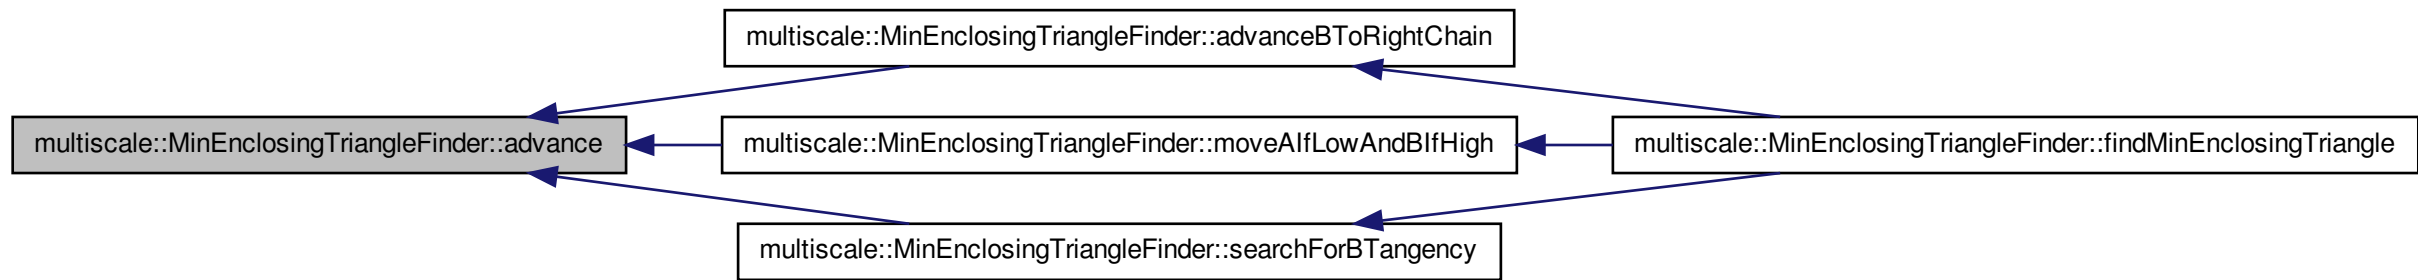 multiscale::MinEnclosingTriangleFinder::advanceBToRightChain
multiscale::MinEnclosingTriangleFinder::advance
multiscale::MinEnclosingTriangleFinder::moveAIfLowAndBIfHigh
multiscale::MinEnclosingTriangleFinder::findMinEnclosingTriangle
multiscale::MinEnclosingTriangleFinder::searchForBTangency